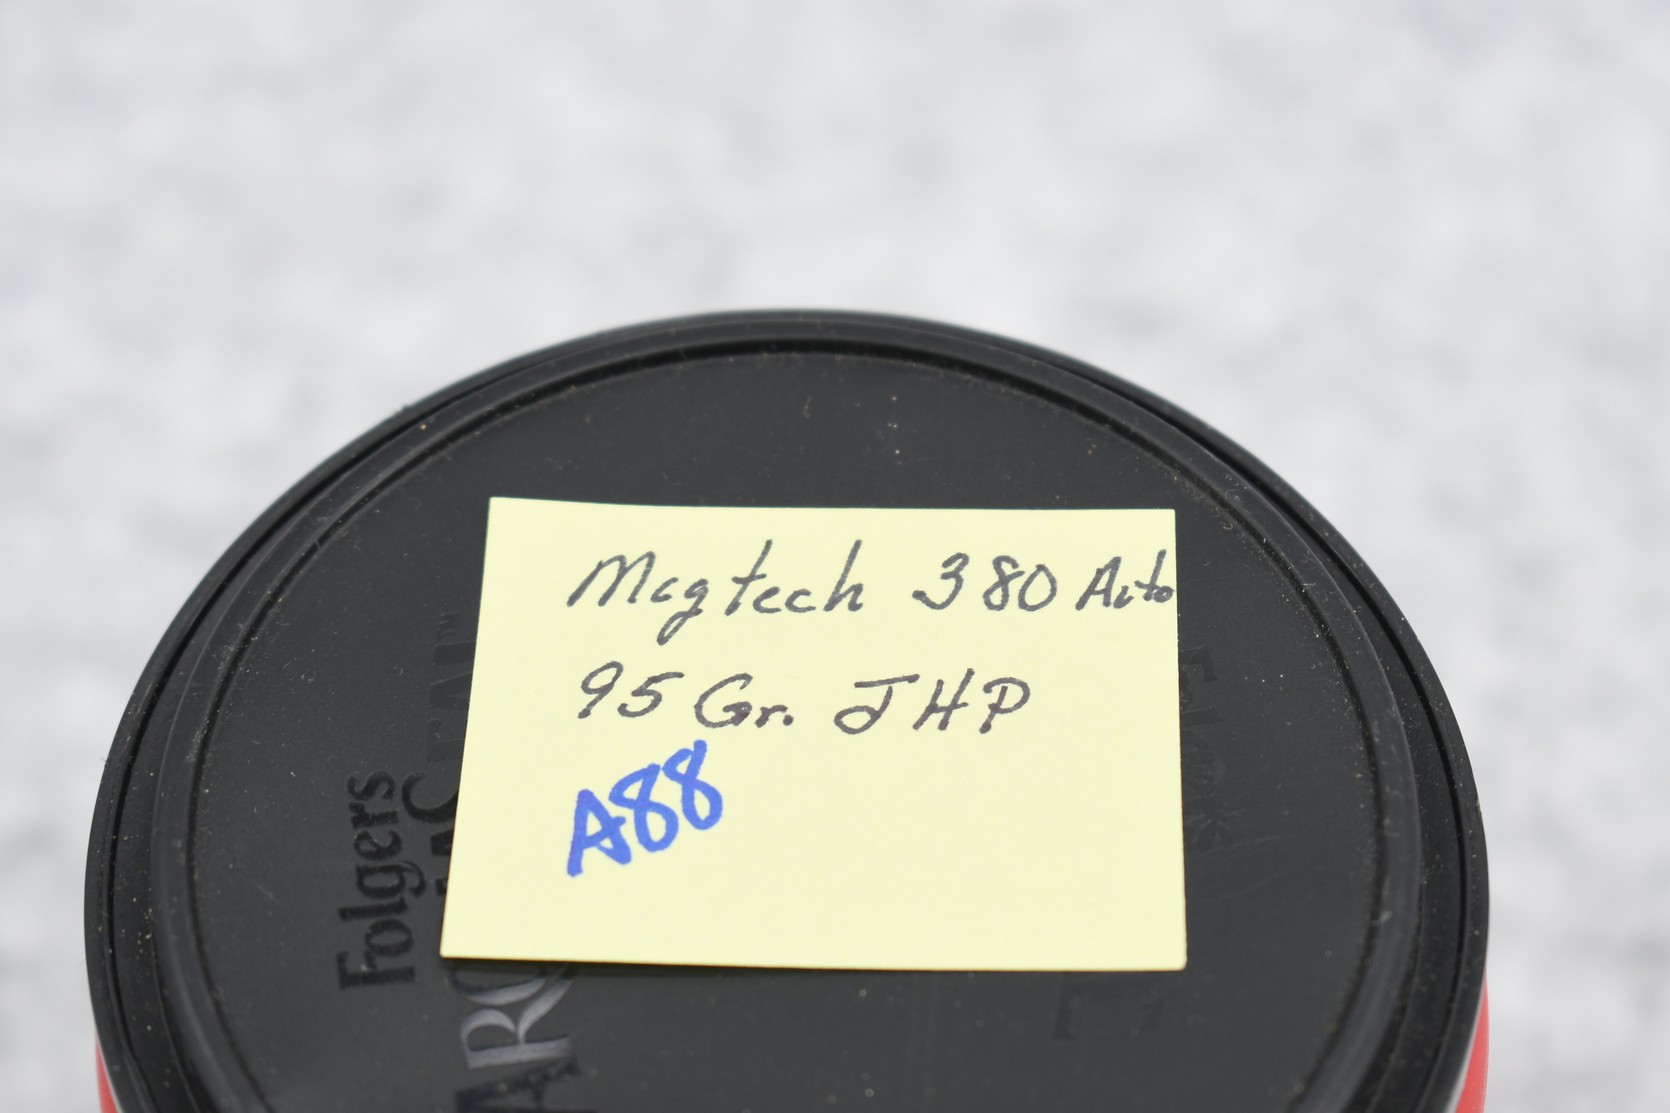 Magtech 380 Auto
95 Gr. JHP
A88
Folgers